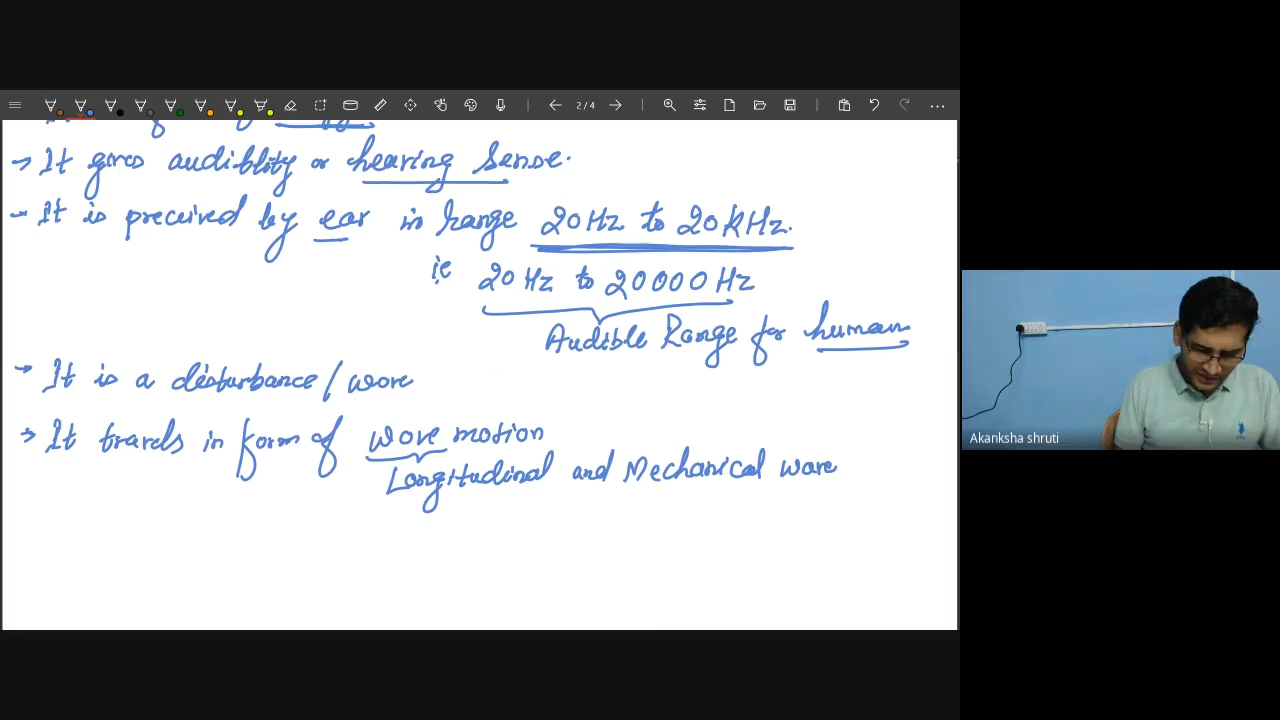 2/4
→ It gives audiblity or hearing sense.
→ It is precived by ear in range 20Hz to 20KHz.
ie 20Hz to 20000Hz
Audible Range for human
→ It is a disturbance / wave
→ It travels in form of wave motion
Longitudinal and Mechanical wave
Akanksha shruti